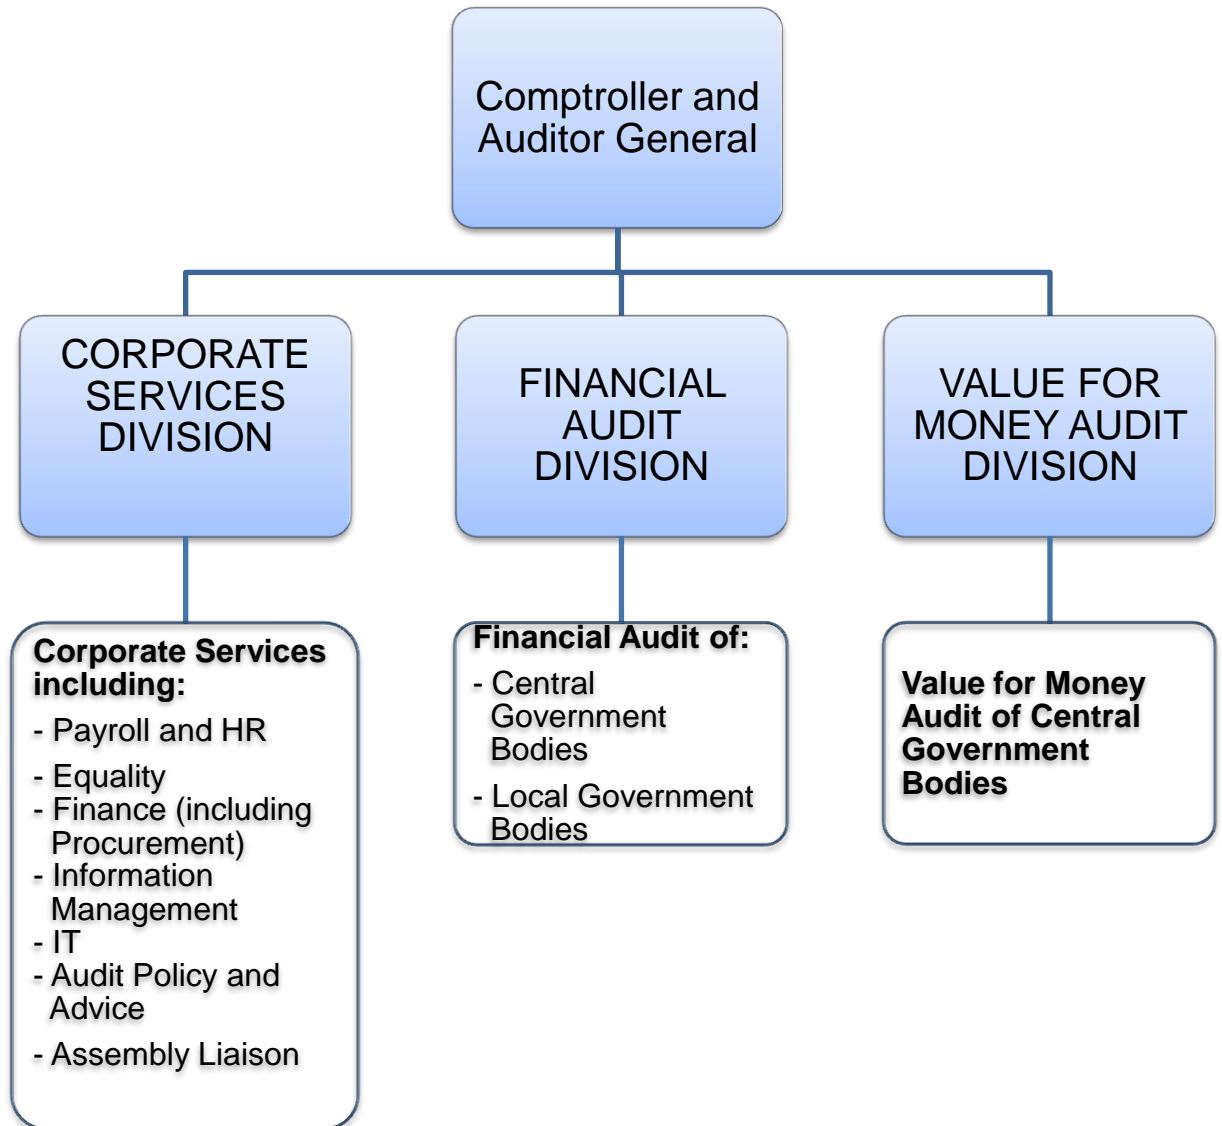 Comptroller and
Auditor General
CORPORATE
SERVICES
DIVISION
FINANCIAL
AUDIT
DIVISION
VALUE FOR
MONEY AUDIT
DIVISION
Corporate Services
including:
- Payroll and HR
- Equality
- Finance (including
Procurement)
- Information
Management
- IT
- Audit Policy and
Advice
- Assembly Liaison
Financial Audit of:
- Central
Government
Bodies
- Local Government
Bodies
Value for Money
Audit of Central
Government
Bodies